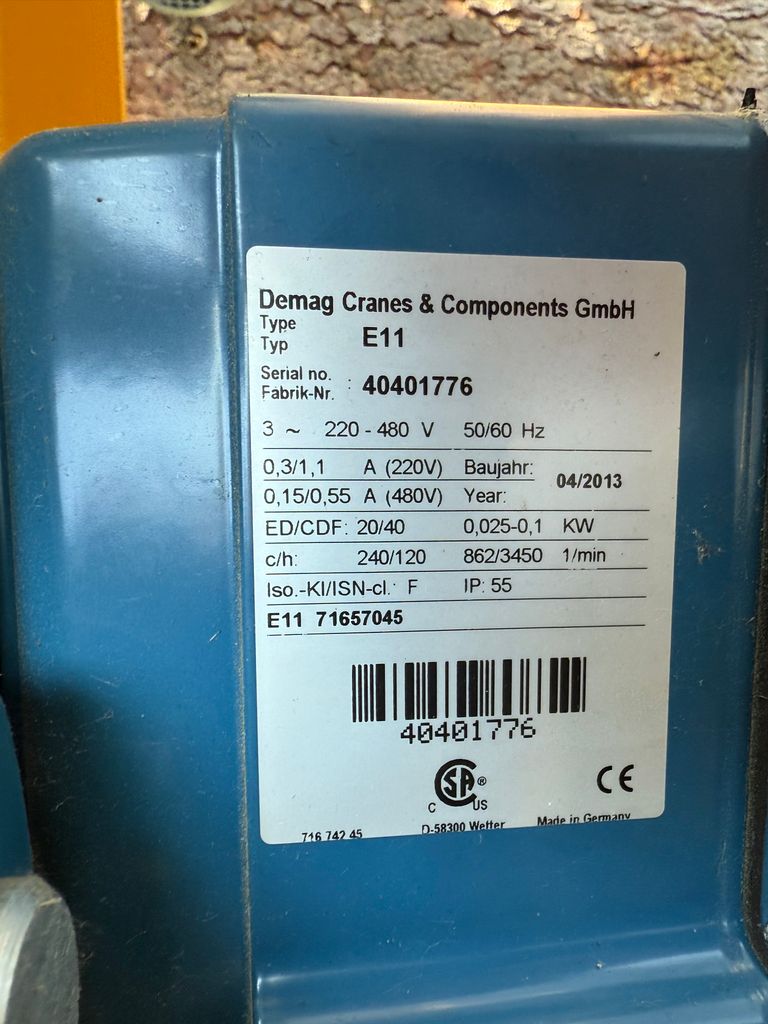 Demag Cranes & Components GmbH
Type
Typ E11
Serial no.
Fabrik-Nr. : 40401776
3 ~ 220 - 480 V 50/60 Hz
0,3/1,1 A (220V) Baujahr:
0,15/0,55 A (480V) Year: 04/2013
ED/CDF: 20/40 0,025-0,1 KW
c/h: 240/120 862/3450 1/min
Iso.-Kl/ISN-cl.: F IP: 55
E11 71657045
40401776
CSA®
C US
CE
716 742 45 D-58300 Wetter Made in Germany